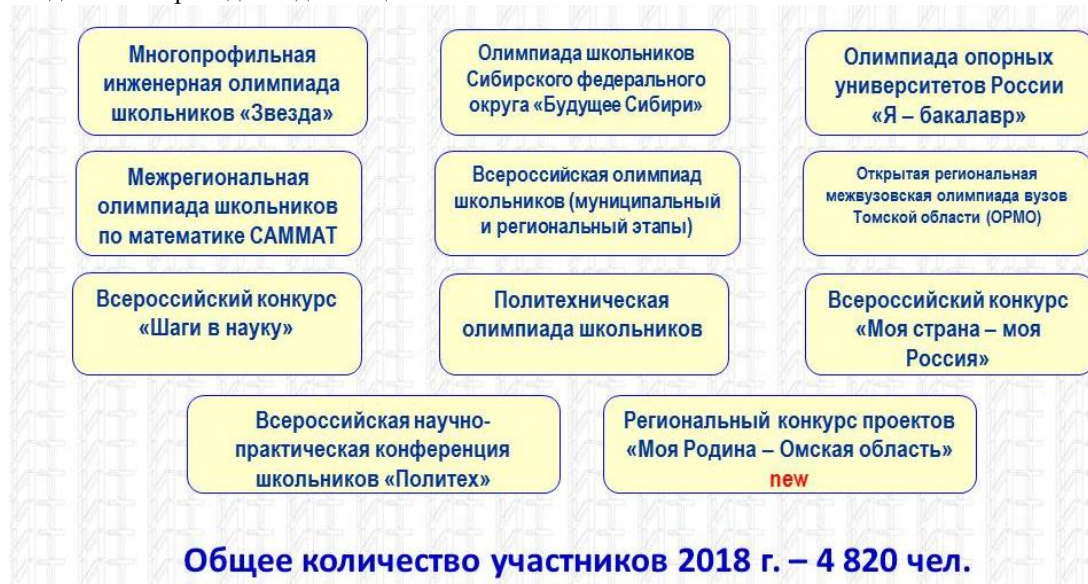 Многопрофильная
инженерная олимпиада
школьников «Звезда»
Олимпиада школьников
Сибирского федерального
округа «Будущее Сибири»
Олимпиада опорных
университетов России
«Я – бакалавр»
Межрегиональная
олимпиада школьников
по математике САММАТ
Всероссийская олимпиад
школьников (муниципальный
и региональный этапы)
Открытая региональная
межвузовская олимпиада вузов
Томской области (ОРМО)
Всероссийский конкурс
«Шаги в науку»
Политехническая
олимпиада школьников
Всероссийский конкурс
«Моя страна – моя
Россия»
Всероссийская научно-
практическая конференция
школьников «Политех»
Региональный конкурс проектов
«Моя Родина – Омская область»
new
Общее количество участников 2018 г. – 4 820 чел.